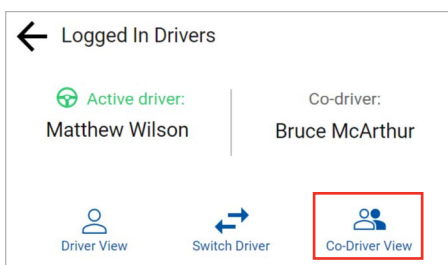 Logged In Drivers
Active driver: Co-driver:
Matthew Wilson Bruce McArthur
Driver View Switch Driver Co-Driver View